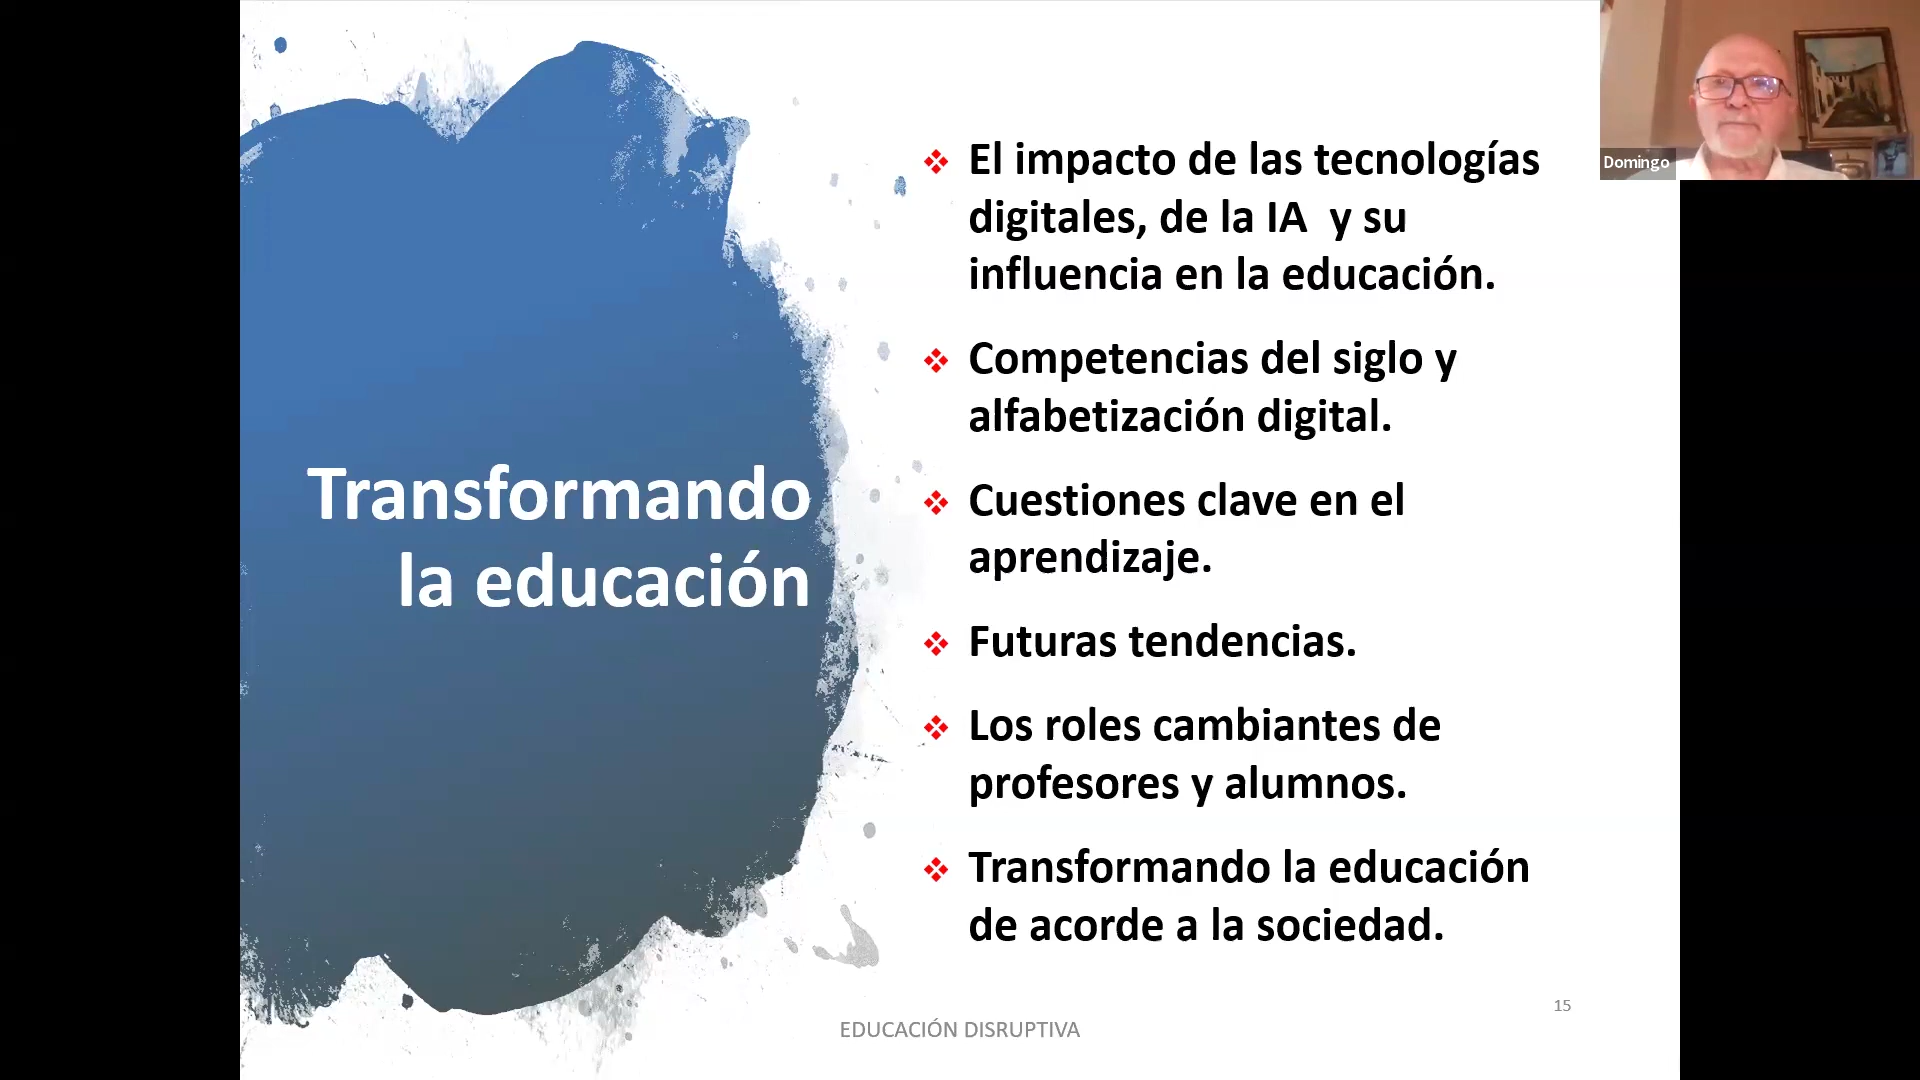 Transformando
la educación
El impacto de las tecnologías
digitales, de la IA  y su
influencia en la educación.
Competencias del siglo y
alfabetización digital.
Cuestiones clave en el
aprendizaje.
Futuras tendencias.
Los roles cambiantes de
profesores y alumnos.
Transformando la educación
de acorde a la sociedad.
15
EDUCACIÓN DISRUPTIVA
Domingo